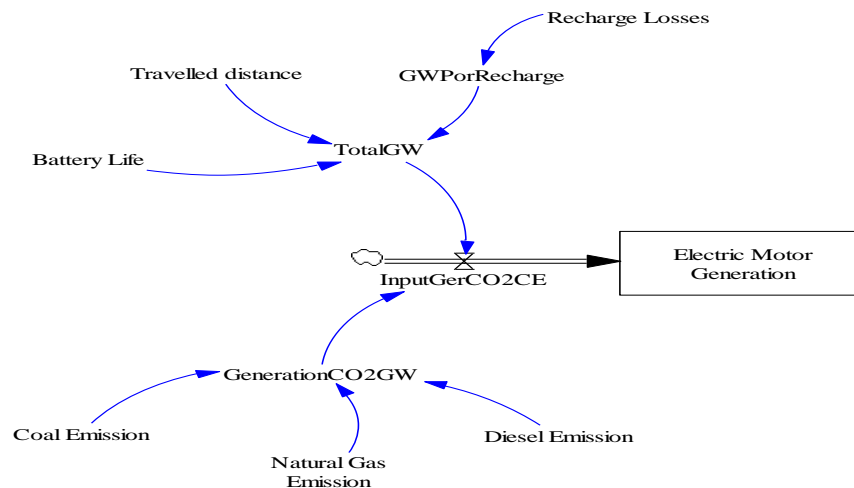 Recharge Losses
Travelled distance
GWPorRecharge
Battery Life
TotalGW
Electric Motor
Generation
InputGerCO2CE
GenerationCO2GW
Coal Emission
Diesel Emission
Natural Gas
Emission